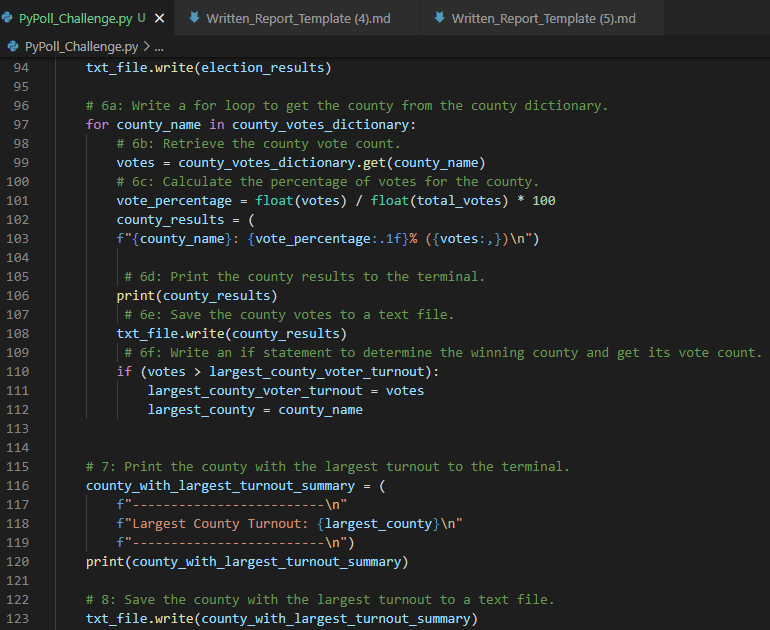 PyPoll_Challenge.py U ✕ Written_Report_Template (4).md Written_Report_Template (5).md
PyPoll_Challenge.py > ...
94 txt_file.write(election_results)
95
96 # 6a: Write a for loop to get the county from the county dictionary.
97 for county_name in county_votes_dictionary:
98 # 6b: Retrieve the county vote count.
99 votes = county_votes_dictionary.get(county_name)
100 # 6c: Calculate the percentage of votes for the county.
101 vote_percentage = float(votes) / float(total_votes) * 100
102 county_results = (
103 f"{county_name}: {vote_percentage:.1f}% ({votes:,})\n")
104
105 # 6d: Print the county results to the terminal.
106 print(county_results)
107 # 6e: Save the county votes to a text file.
108 txt_file.write(county_results)
109 # 6f: Write an if statement to determine the winning county and get its vote count.
110 if (votes > largest_county_voter_turnout):
111 largest_county_voter_turnout = votes
112 largest_county = county_name
113
114
115 # 7: Print the county with the largest turnout to the terminal.
116 county_with_largest_turnout_summary = (
117 f"-------------------------\n"
118 f"Largest County Turnout: {largest_county}\n"
119 f"-------------------------\n")
120 print(county_with_largest_turnout_summary)
121
122 # 8: Save the county with the largest turnout to a text file.
123 txt_file.write(county_with_largest_turnout_summary)